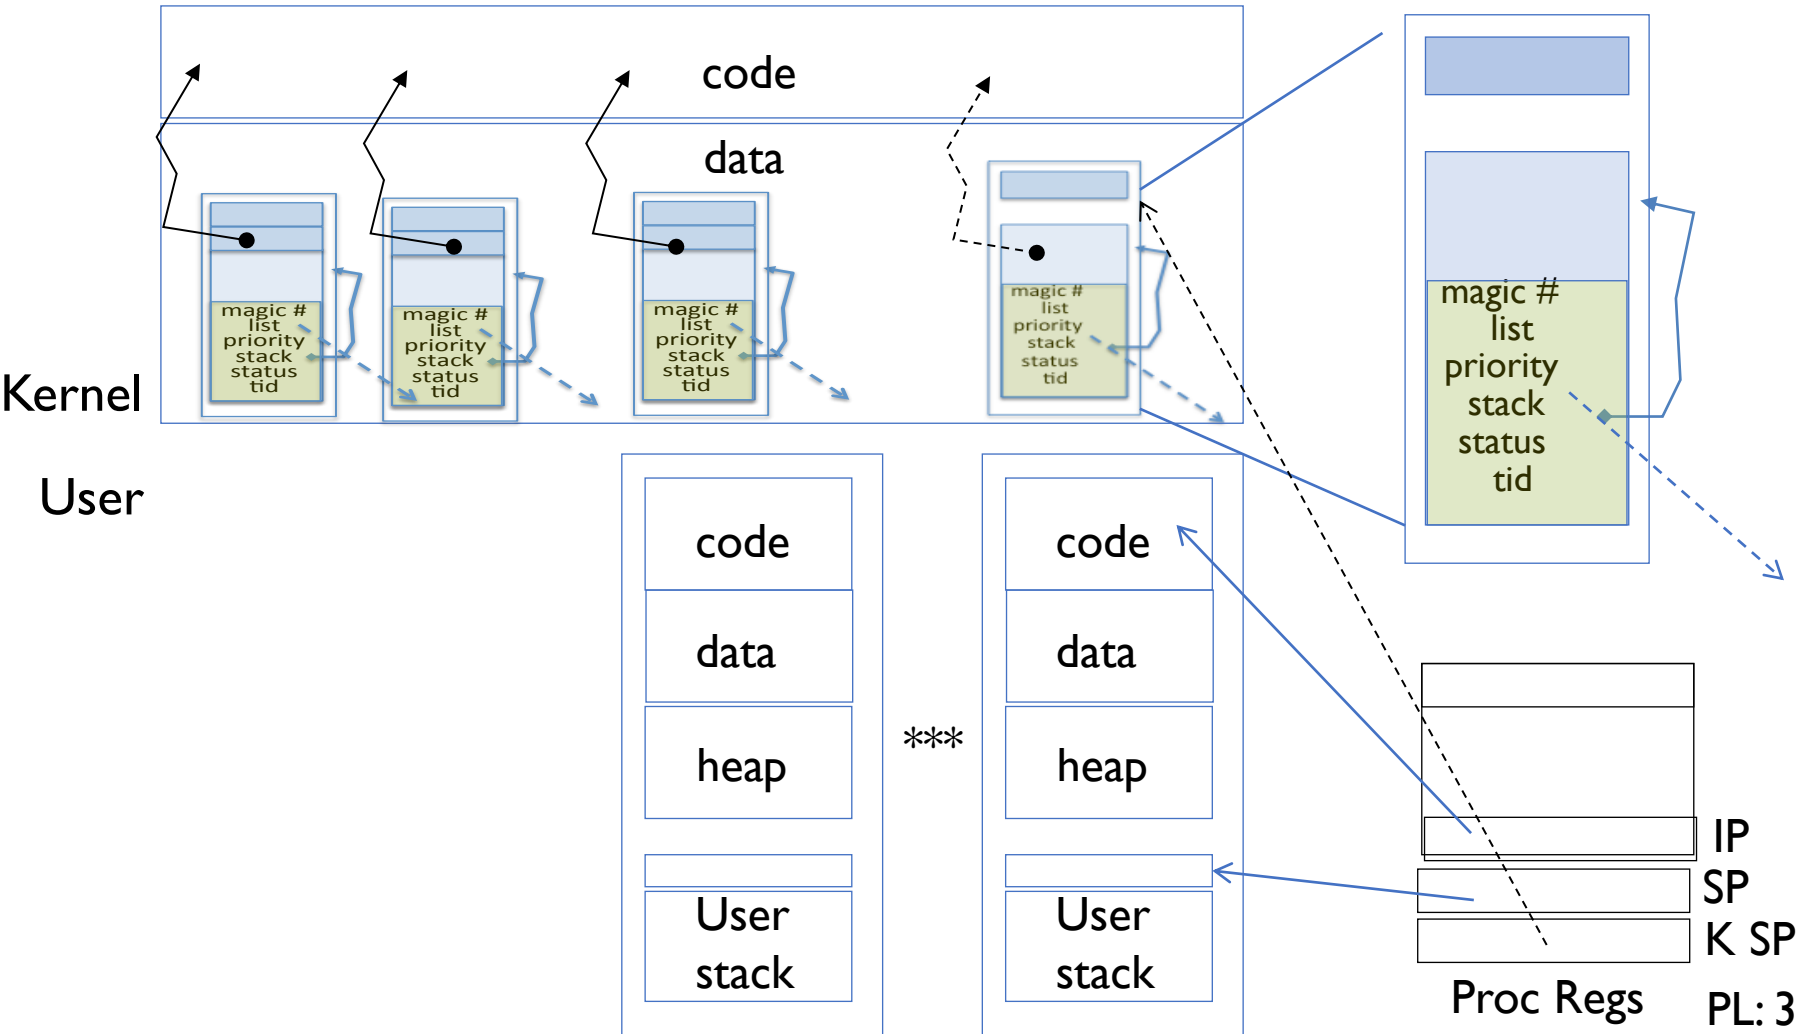 code
data
magic #
list
priority
stack
status
tid
magic #
list
priority
stack
status
tid
magic #
list
priority
stack
status
tid
magic #
list
priority
stack
status
tid
magic #
list
priority
stack
status
tid
Kernel
User
code
data
heap
User
stack
***
code
data
heap
User
stack
IP
SP
K SP
Proc Regs
PL: 3